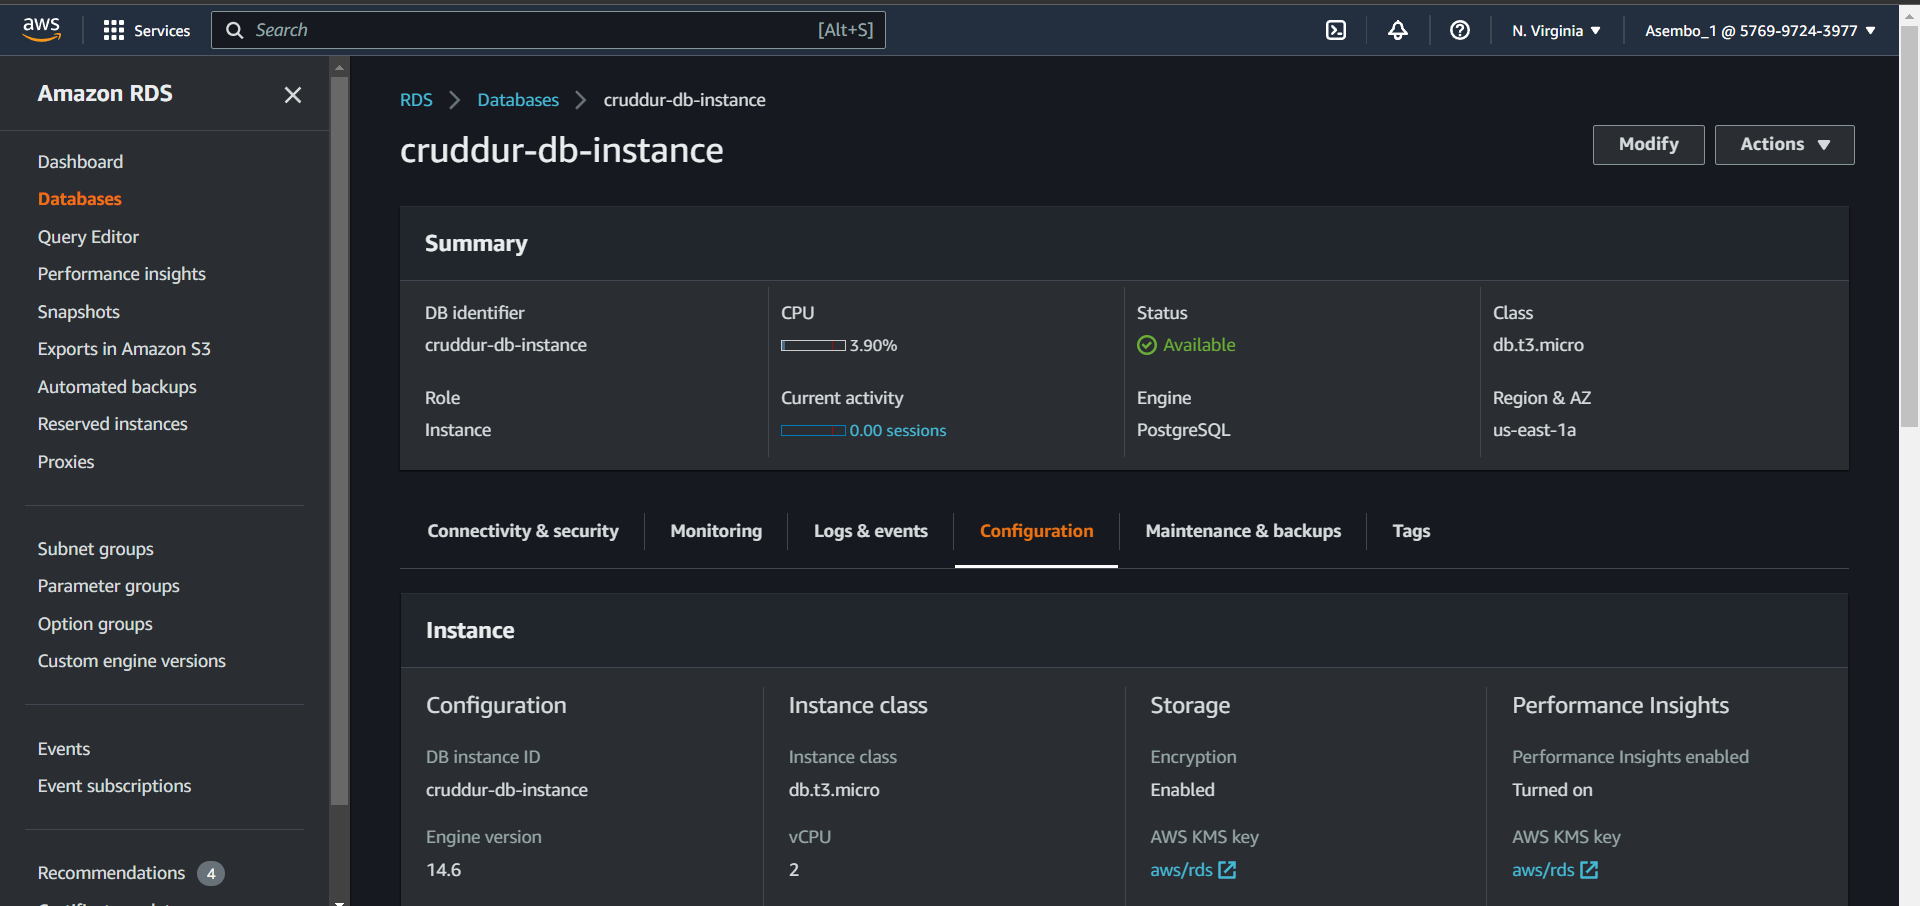 aws
Services
Search
[Alt+S]
N. Virginia
Asembo_1 @ 5769-9724-3977
Amazon RDS
Dashboard
Databases
Query Editor
Performance insights
Snapshots
Exports in Amazon S3
Automated backups
Reserved instances
Proxies
Subnet groups
Parameter groups
Option groups
Custom engine versions
Events
Event subscriptions
Recommendations 4
RDS > Databases > cruddur-db-instance
cruddur-db-instance
Modify
Actions
Summary
DB identifier
cruddur-db-instance
CPU
3.90%
Status
Available
Class
db.t3.micro
Role
Instance
Current activity
0.00 sessions
Engine
PostgreSQL
Region & AZ
us-east-1a
Connectivity & security
Monitoring
Logs & events
Configuration
Maintenance & backups
Tags
Instance
Configuration
DB instance ID
cruddur-db-instance
Engine version
14.6
Instance class
Instance class
db.t3.micro
vCPU
2
Storage
Encryption
Enabled
AWS KMS key
aws/rds
Performance Insights
Performance Insights enabled
Turned on
AWS KMS key
aws/rds